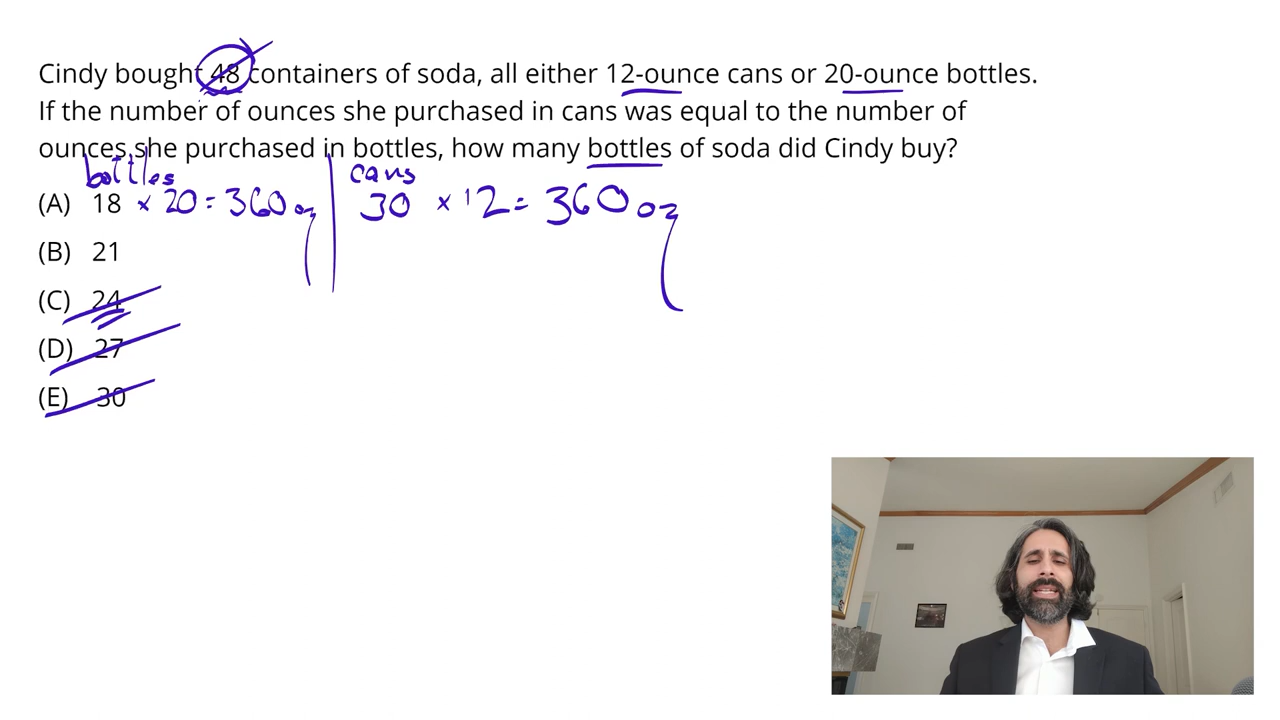 Cindy bought 48 containers of soda, all either 12-ounce cans or 20-ounce bottles.
If the number of ounces she purchased in cans was equal to the number of
ounces she purchased in bottles, how many bottles of soda did Cindy buy?
bottles cans
(A) 18 × 20 = 360 oz 30 × 12 = 360 oz
(B) 21
(C) 24
(D) 27
(E) 30